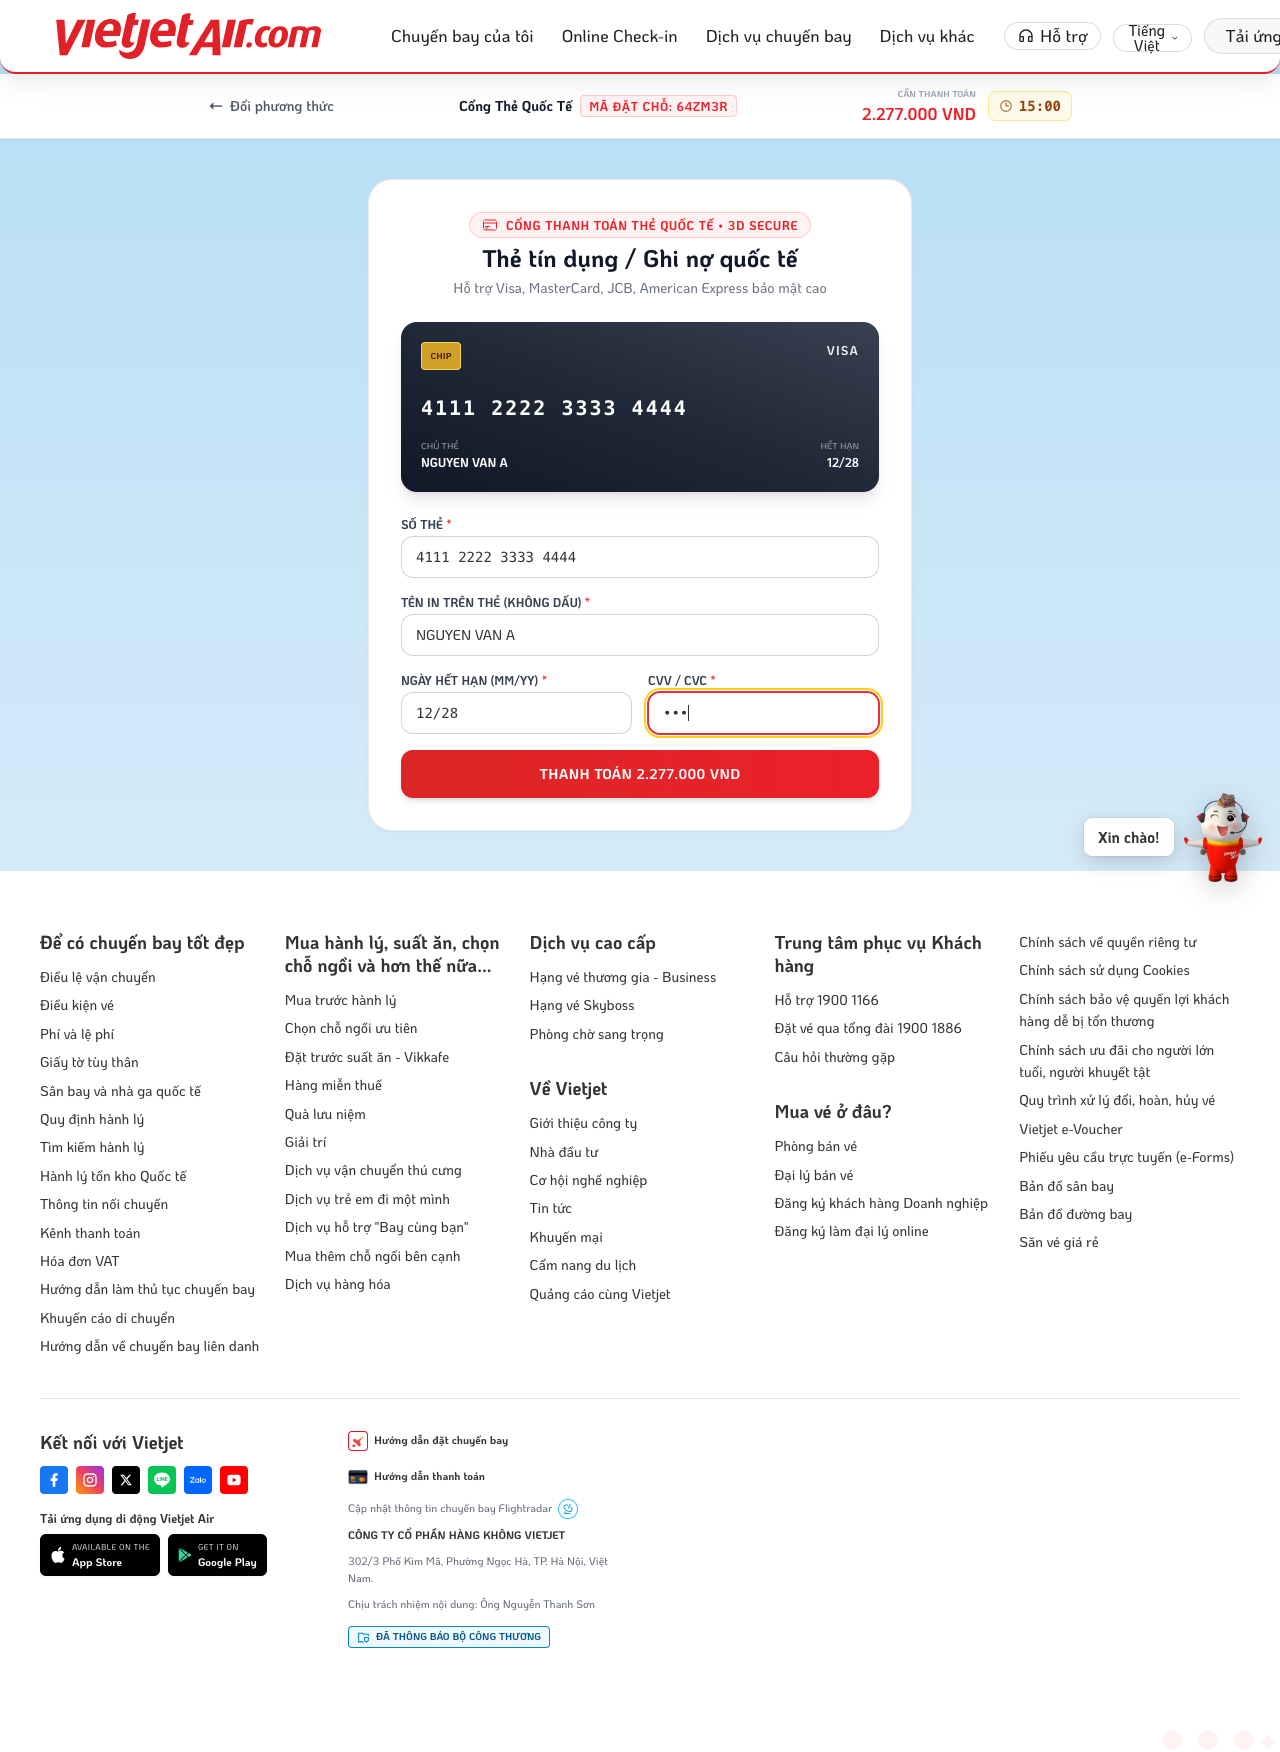 vietjetAir.com
Chuyến bay của tôi
Online Check-in
Dịch vụ chuyến bay
Dịch vụ khác
Hỗ trợ
Tiếng Việt
Tải ứng
Đổi phương thức
Cổng Thẻ Quốc Tế
MÃ ĐẶT CHỖ: 64ZM3R
CẦN THANH TOÁN
2.277.000 VND
15:00
CỔNG THANH TOÁN THẺ QUỐC TẾ • 3D SECURE
Thẻ tín dụng / Ghi nợ quốc tế
Hỗ trợ Visa, MasterCard, JCB, American Express bảo mật cao
CHIP
VISA
4111 2222 3333 4444
CHỦ THẺ
HẾT HẠN
NGUYEN VAN A
12/28
SỐ THẺ *
4111 2222 3333 4444
TÊN IN TRÊN THẺ (KHÔNG DẤU) *
NGUYEN VAN A
NGÀY HẾT HẠN (MM/YY) *
CVV / CVC *
12/28
•••
THANH TOÁN 2.277.000 VND
Xin chào!
Để có chuyến bay tốt đẹp
Điều lệ vận chuyển
Điều kiện vé
Phí và lệ phí
Giấy tờ tùy thân
Sân bay và nhà ga quốc tế
Quy định hành lý
Tìm kiếm hành lý
Hành lý tồn kho Quốc tế
Thông tin nối chuyến
Kênh thanh toán
Hóa đơn VAT
Hướng dẫn làm thủ tục chuyến bay
Khuyến cáo di chuyển
Hướng dẫn về chuyến bay liên danh
Mua hành lý, suất ăn, chọn
chỗ ngồi và hơn thế nữa...
Mua trước hành lý
Chọn chỗ ngồi ưu tiên
Đặt trước suất ăn - Vikkafe
Hàng miễn thuế
Quà lưu niệm
Giải trí
Dịch vụ vận chuyển thú cưng
Dịch vụ trẻ em đi một mình
Dịch vụ hỗ trợ "Bay cùng bạn"
Mua thêm chỗ ngồi bên cạnh
Dịch vụ hàng hóa
Dịch vụ cao cấp
Hạng vé thương gia - Business
Hạng vé Skyboss
Phòng chờ sang trọng
Về Vietjet
Giới thiệu công ty
Nhà đầu tư
Cơ hội nghề nghiệp
Tin tức
Khuyến mại
Cẩm nang du lịch
Quảng cáo cùng Vietjet
Trung tâm phục vụ Khách
hàng
Hỗ trợ 1900 1166
Đặt vé qua tổng đài 1900 1886
Câu hỏi thường gặp
Mua vé ở đâu?
Phòng bán vé
Đại lý bán vé
Đăng ký khách hàng Doanh nghiệp
Đăng ký làm đại lý online
Chính sách về quyền riêng tư
Chính sách sử dụng Cookies
Chính sách bảo vệ quyền lợi khách
hàng dễ bị tổn thương
Chính sách ưu đãi cho người lớn
tuổi, người khuyết tật
Quy trình xử lý đổi, hoàn, hủy vé
Vietjet e-Voucher
Phiếu yêu cầu trực tuyến (e-Forms)
Bản đồ sân bay
Bản đồ đường bay
Săn vé giá rẻ
Kết nối với Vietjet
LINE
Zalo
Tải ứng dụng di động Vietjet Air
AVAILABLE ON THE
App Store
GET IT ON
Google Play
Hướng dẫn đặt chuyến bay
Hướng dẫn thanh toán
Cập nhật thông tin chuyến bay Flightradar
CÔNG TY CỔ PHẦN HÀNG KHÔNG VIETJET
302/3 Phố Kim Mã, Phường Ngọc Hà, TP. Hà Nội, Việt
Nam.
Chịu trách nhiệm nội dung: Ông Nguyễn Thanh Sơn
ĐÃ THÔNG BÁO BỘ CÔNG THƯƠNG